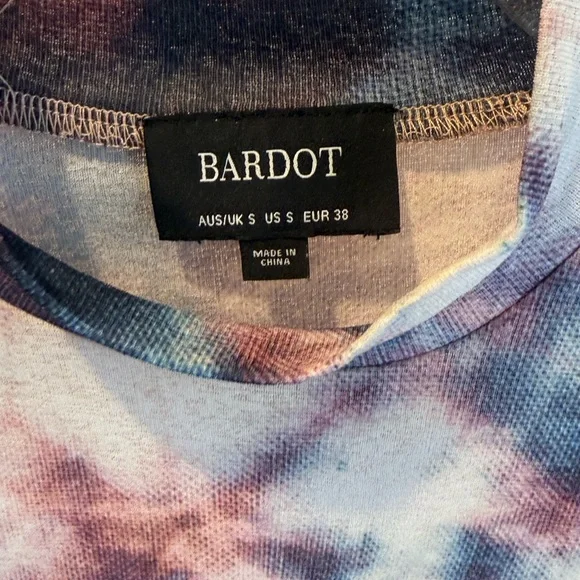 BARDOT
AUS/UK S US S EUR 38
MADE IN
CHINA